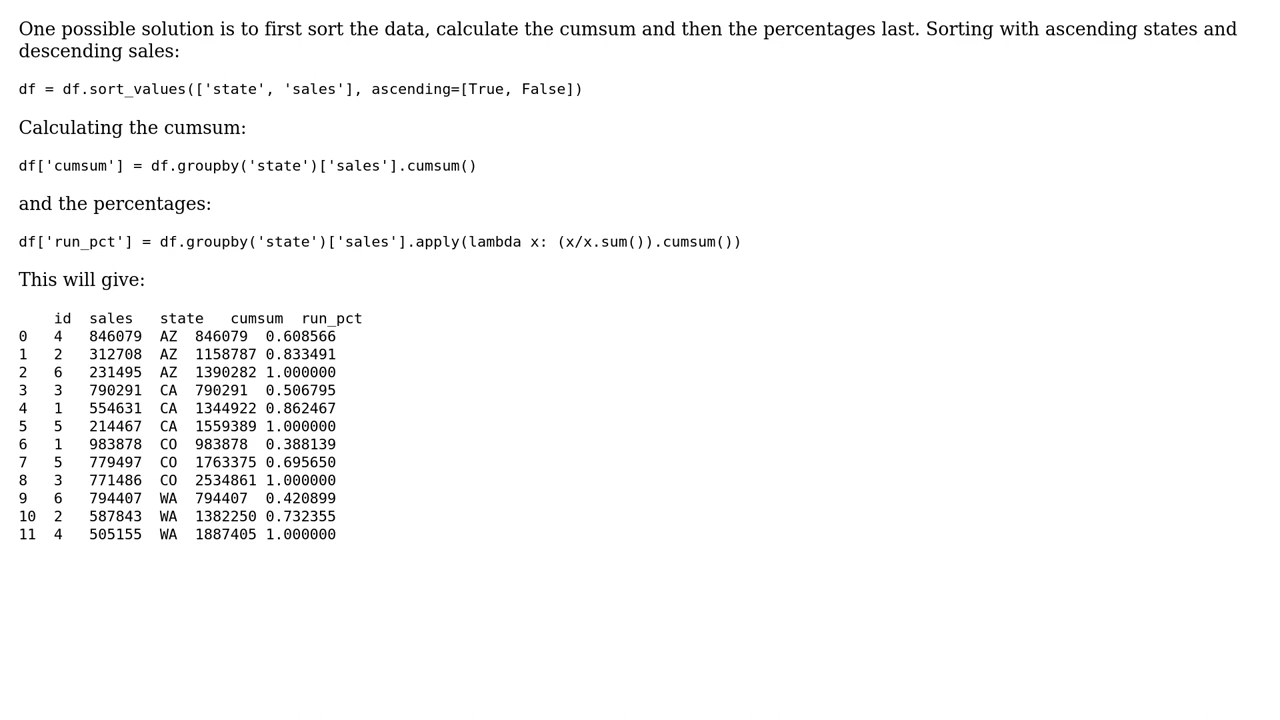 One possible solution is to first sort the data, calculate the cumsum and then the percentages last. Sorting with ascending states and
descending sales:
df = df.sort_values(['state', 'sales'], ascending=[True, False])
Calculating the cumsum:
df['cumsum'] = df.groupby('state')['sales'].cumsum()
and the percentages:
df['run_pct'] = df.groupby('state')['sales'].apply(lambda x: (x/x.sum()).cumsum())
This will give:
    id  sales   state   cumsum  run_pct
0   4   846079  AZ  846079  0.608566
1   2   312708  AZ  1158787 0.833491
2   6   231495  AZ  1390282 1.000000
3   3   790291  CA  790291  0.506795
4   1   554631  CA  1344922 0.862467
5   5   214467  CA  1559389 1.000000
6   1   983878  CO  983878  0.388139
7   5   779497  CO  1763375 0.695650
8   3   771486  CO  2534861 1.000000
9   6   794407  WA  794407  0.420899
10  2   587843  WA  1382250 0.732355
11  4   505155  WA  1887405 1.000000